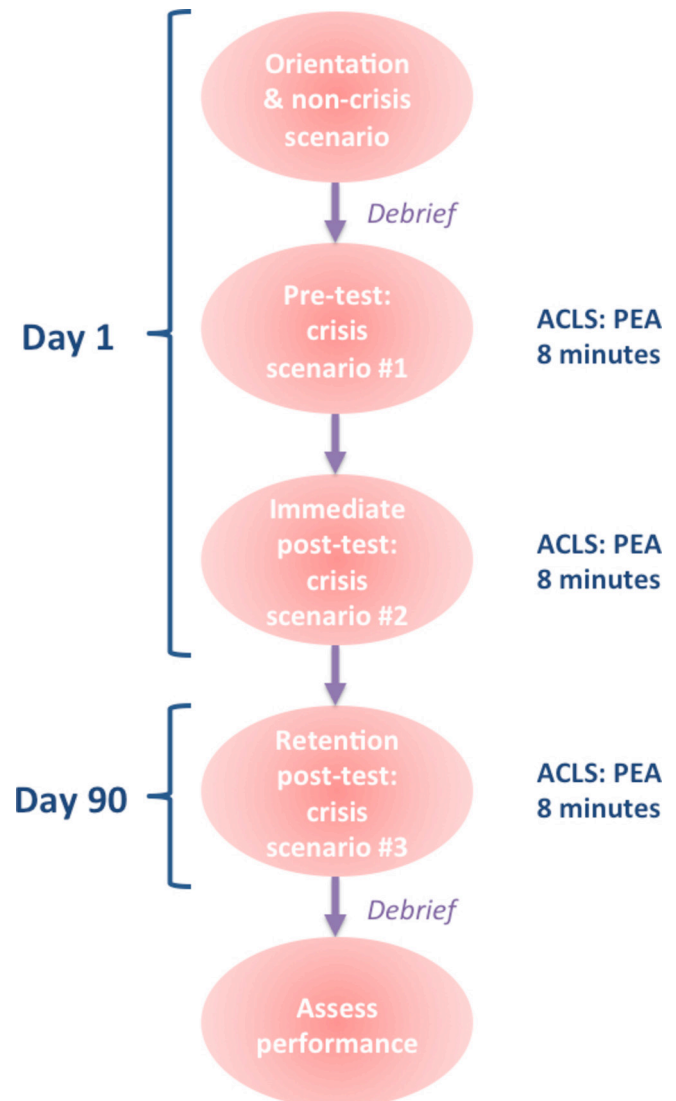 Orientation
& non-crisis
scenario
Debrief
Day 1
Pre-test:
crisis
scenario #1
ACLS: PEA
8 minutes
Immediate
post-test:
crisis
scenario #2
ACLS: PEA
8 minutes
Day 90
Retention
post-test:
crisis
scenario #3
ACLS: PEA
8 minutes
Debrief
Assess
performance